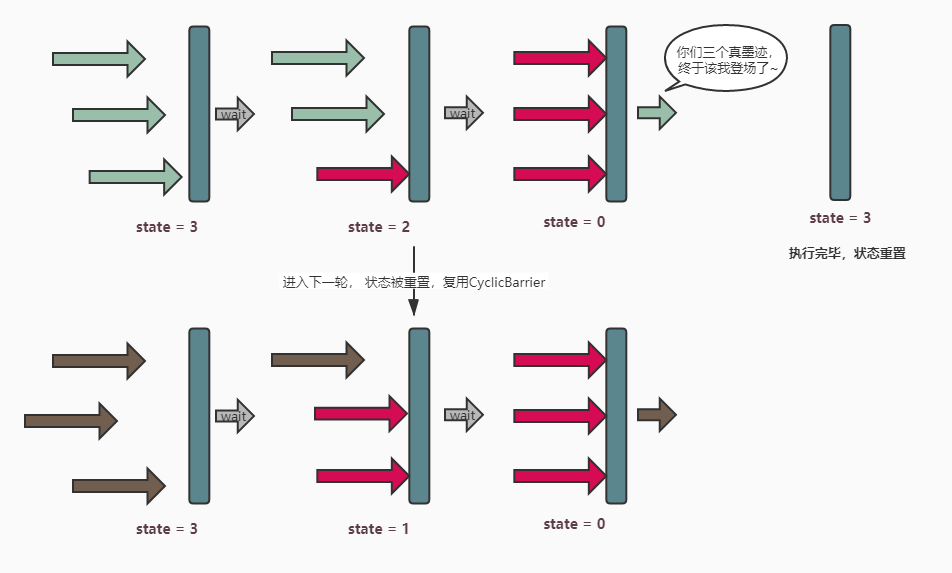 你们三个真墨迹，
终于该我登场了~
wait
wait
state = 3
state = 2
state = 0
state = 3
执行完毕，状态重置
进入下一轮， 状态被重置，复用CyclicBarrier
wait
wait
state = 3
state = 1
state = 0